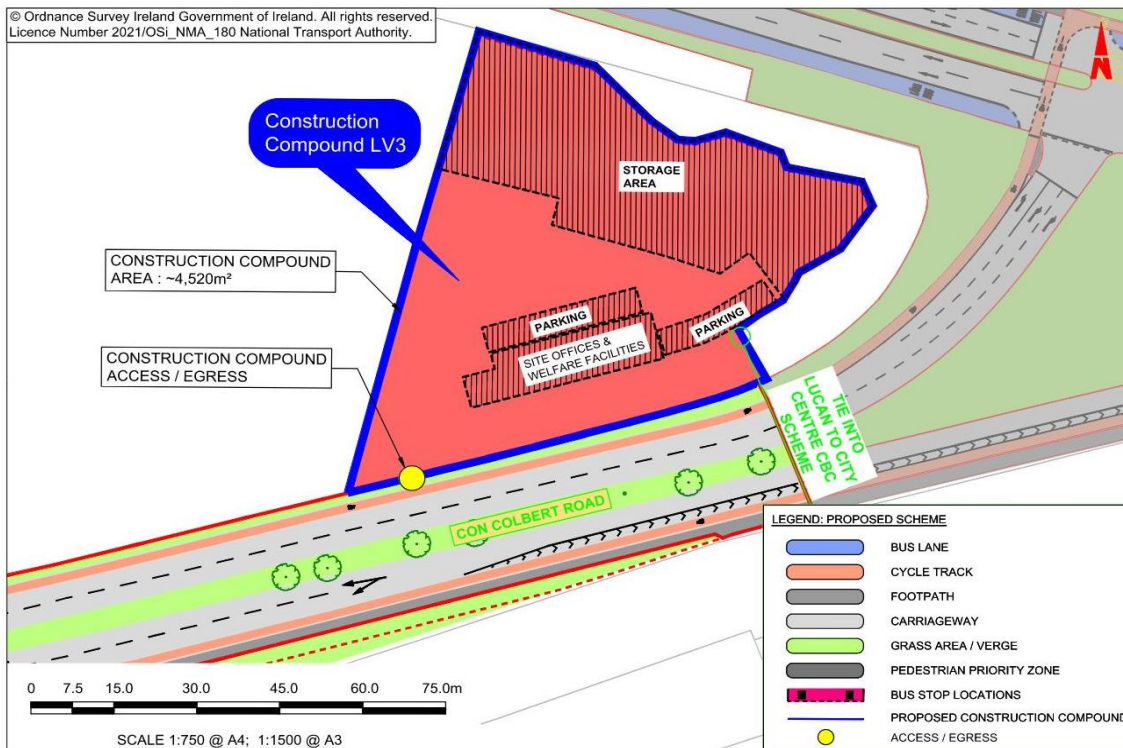 © Ordnance Survey Ireland Government of Ireland. All rights reserved.
Licence Number 2021/OSi_NMA_180 National Transport Authority.
N
Construction
Compound LV3
STORAGE
AREA
CONSTRUCTION COMPOUND
AREA : ~4,520m²
PARKING
PARKING
SITE OFFICES &
WELFARE FACILITIES
CONSTRUCTION COMPOUND
ACCESS / EGRESS
TIE INTO
LUCAN TO CITY
CENTRE CBC
SCHEME
CON COLBERT ROAD
LEGEND: PROPOSED SCHEME
BUS LANE
CYCLE TRACK
FOOTPATH
CARRIAGEWAY
GRASS AREA / VERGE
PEDESTRIAN PRIORITY ZONE
BUS STOP LOCATIONS
PROPOSED CONSTRUCTION COMPOUND
ACCESS / EGRESS
0 7.5 15.0 30.0 45.0 60.0 75.0m
SCALE 1:750 @ A4; 1:1500 @ A3